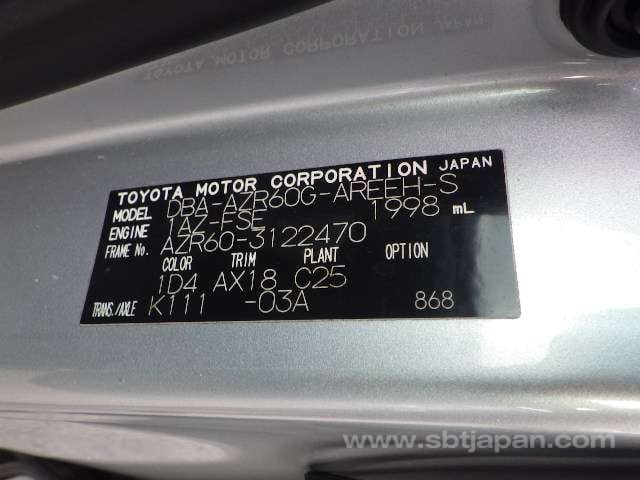 TOYOTA MOTOR CORPORATION JAPAN
MODEL DBA-AZR60G-AREEH-S
ENGINE 1AZ-FSE 1998 mL
FRAME No. AZR60-3122470
COLOR TRIM PLANT OPTION
1D4 AX18 C25
TRANS./AXLE K111 -03A 868
www.sbtjapan.com